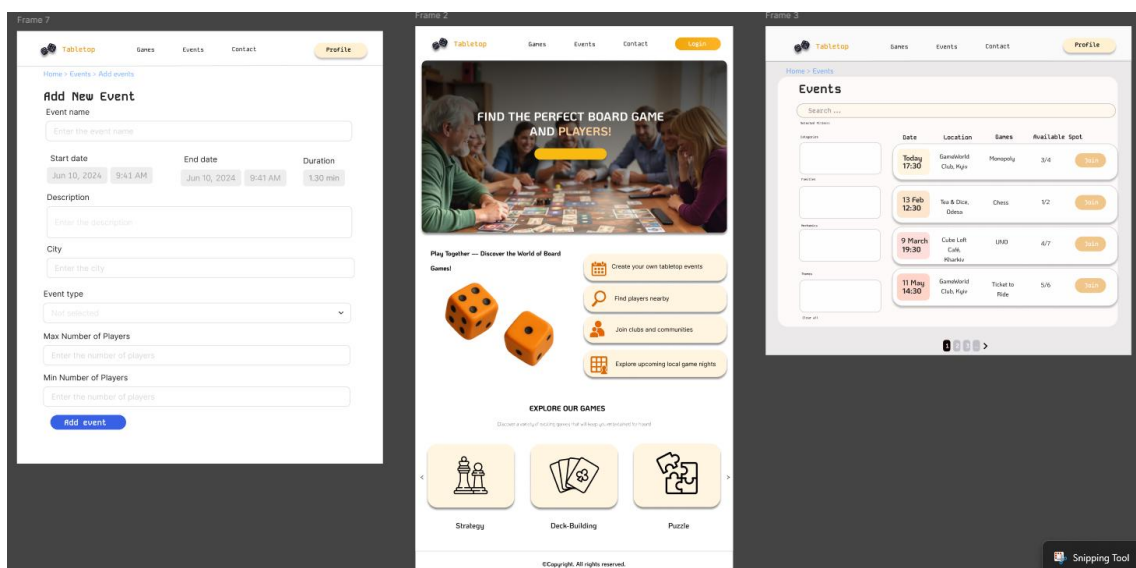 Frame 7
Tabletop Games Events Contact Profile
Home > Events > Add events
Add New Event
Event name
Enter the event name
Start date End date Duration
Jun 10, 2024 9:41 AM Jun 10, 2024 9:41 AM 1.30 min
Description
Enter the description
City
Enter the city
Event type
Not selected
Max Number of Players
Enter the number of players
Min Number of Players
Enter the number of players
Add event
Frame 2
Tabletop Games Events Contact Login
FIND THE PERFECT BOARD GAME
AND PLAYERS!
Play Together — Discover the World of Board
Games!
Create your own tabletop events
Find players nearby
Join clubs and communities
Explore upcoming local game nights
EXPLORE OUR GAMES
Strategy Deck-Building Puzzle
©Copyright. All rights reserved.
Frame 3
Tabletop Games Events Contact Profile
Home > Events
Events
Search ...
Date Location Games Available Spot
Today GameWorld Monopoly 3/4 Join
17:30 Club, Kyiv
13 Feb Tea & Dice, Chess 1/2 Join
12:30 Odesa
9 March Cube Loft UNO 4/7 Join
19:30 Café,
Kharkiv
11 May GameWorld Ticket to 5/6 Join
14:30 Club, Kyiv Ride
Clear all
1 2 3
Snipping Tool